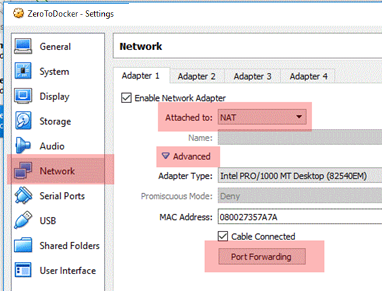 ZeroToDocker - Settings
General
System
Display
Storage
Audio
Network
Serial Ports
USB
Shared Folders
User Interface
Network
Adapter 1
Adapter 2
Adapter 3
Adapter 4
Enable Network Adapter
Attached to: NAT
Name:
Advanced
Adapter Type: Intel PRO/1000 MT Desktop (82540EM)
Promiscuous Mode: Deny
MAC Address: 080027357A7A
Cable Connected
Port Forwarding